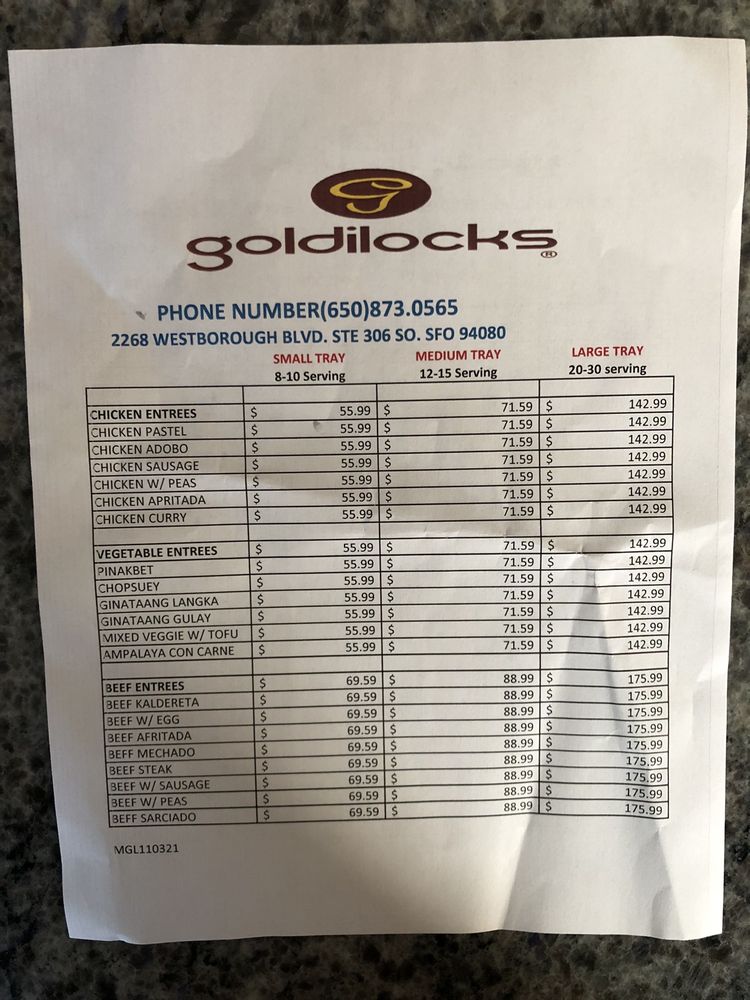 goldilocks®
PHONE NUMBER(650)873.0565
2268 WESTBOROUGH BLVD. STE 306 SO. SFO 94080
SMALL TRAY MEDIUM TRAY LARGE TRAY
8-10 Serving 12-15 Serving 20-30 serving
CHICKEN ENTREES $ 55.99 $ 71.59 $ 142.99
CHICKEN PASTEL $ 55.99 $ 71.59 $ 142.99
CHICKEN ADOBO $ 55.99 $ 71.59 $ 142.99
CHICKEN SAUSAGE $ 55.99 $ 71.59 $ 142.99
CHICKEN W/ PEAS $ 55.99 $ 71.59 $ 142.99
CHICKEN APRITADA $ 55.99 $ 71.59 $ 142.99
CHICKEN CURRY $ 55.99 $ 71.59 $ 142.99
VEGETABLE ENTREES $ 55.99 $ 71.59 $ 142.99
PINAKBET $ 55.99 $ 71.59 $ 142.99
CHOPSUEY $ 55.99 $ 71.59 $ 142.99
GINATAANG LANGKA $ 55.99 $ 71.59 $ 142.99
GINATAANG GULAY $ 55.99 $ 71.59 $ 142.99
MIXED VEGGIE W/ TOFU $ 55.99 $ 71.59 $ 142.99
AMPALAYA CON CARNE $ 55.99 $ 71.59 $ 142.99
BEEF ENTREES $ 69.59 $ 88.99 $ 175.99
BEEF KALDERETA $ 69.59 $ 88.99 $ 175.99
BEEF W/ EGG $ 69.59 $ 88.99 $ 175.99
BEEF AFRITADA $ 69.59 $ 88.99 $ 175.99
BEFF MECHADO $ 69.59 $ 88.99 $ 175.99
BEEF STEAK $ 69.59 $ 88.99 $ 175.99
BEEF W/ SAUSAGE $ 69.59 $ 88.99 $ 175.99
BEEF W/ PEAS $ 69.59 $ 88.99 $ 175.99
BEFF SARCIADO $ 69.59 $ 88.99 $ 175.99
MGL110321